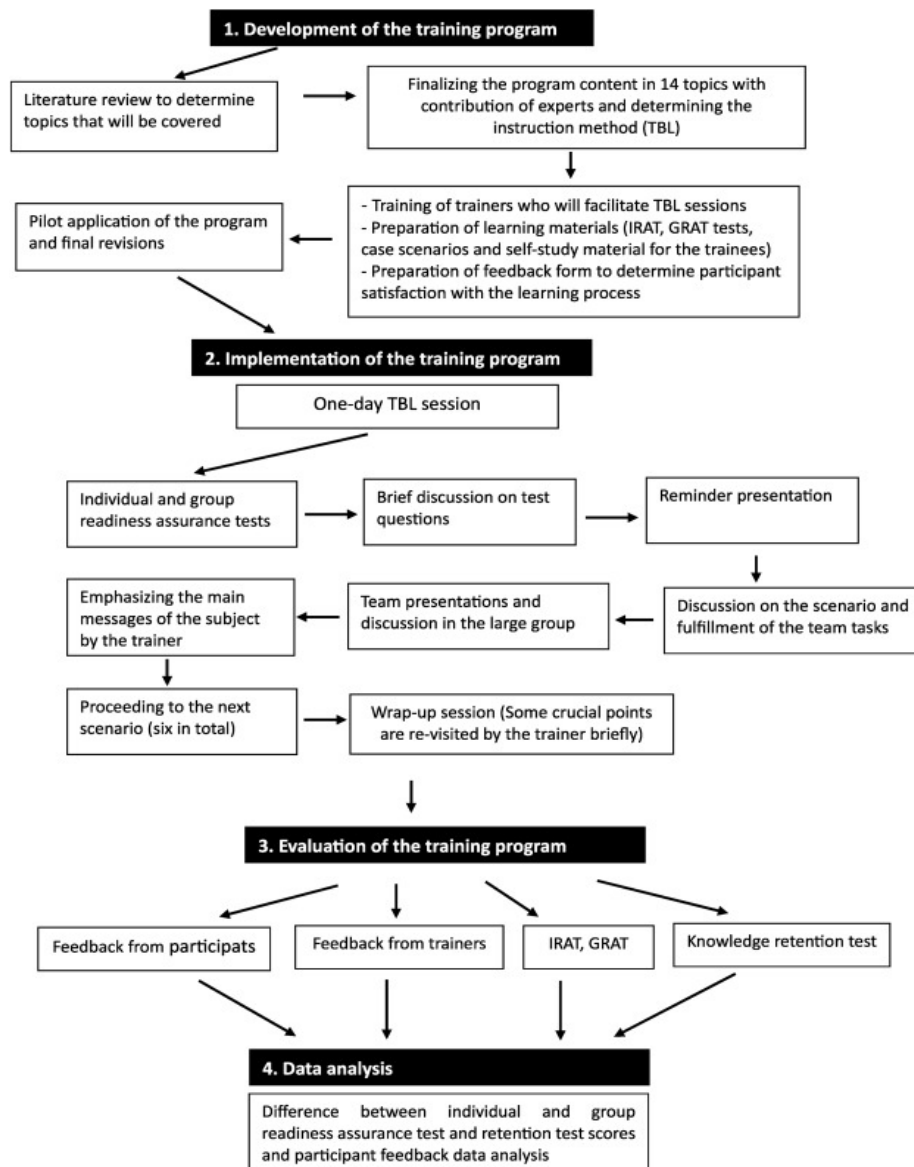 1. Development of the training program
Literature review to determine
topics that will be covered
Finalizing the program content in 14 topics with
contribution of experts and determining the
instruction method (TBL)
- Training of trainers who will facilitate TBL sessions
- Preparation of learning materials (IRAT, GRAT tests,
case scenarios and self-study material for the trainees)
- Preparation of feedback form to determine participant
satisfaction with the learning process
Pilot application of the program
and final revisions
2. Implementation of the training program
One-day TBL session
Individual and group
readiness assurance tests
Brief discussion on test
questions
Reminder presentation
Discussion on the scenario and
fulfillment of the team tasks
Team presentations and
discussion in the large group
Emphasizing the main
messages of the subject by
the trainer
Proceeding to the next
scenario (six in total)
Wrap-up session (Some crucial points
are re-visited by the trainer briefly)
3. Evaluation of the training program
Feedback from participats
Feedback from trainers
IRAT, GRAT
Knowledge retention test
4. Data analysis
Difference between individual and group
readiness assurance test and retention test scores
and participant feedback data analysis